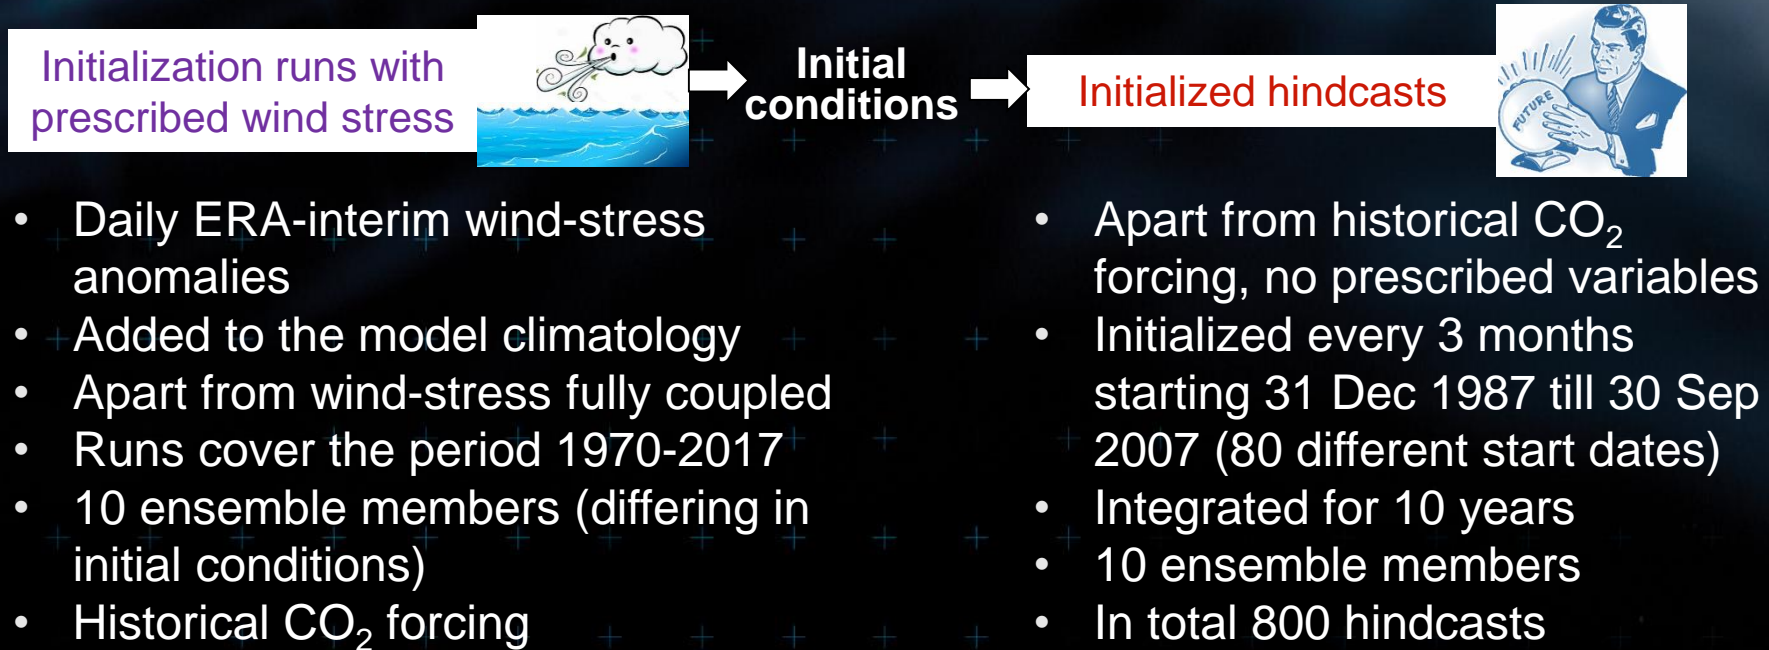 Initialization runs with
prescribed wind stress
Initial
conditions
Initialized hindcasts
FUTURE
• Daily ERA-interim wind-stress
anomalies
• Added to the model climatology
• Apart from wind-stress fully coupled
• Runs cover the period 1970-2017
• 10 ensemble members (differing in
initial conditions)
• Historical CO₂ forcing
• Apart from historical CO₂
forcing, no prescribed variables
• Initialized every 3 months
starting 31 Dec 1987 till 30 Sep
2007 (80 different start dates)
• Integrated for 10 years
• 10 ensemble members
• In total 800 hindcasts